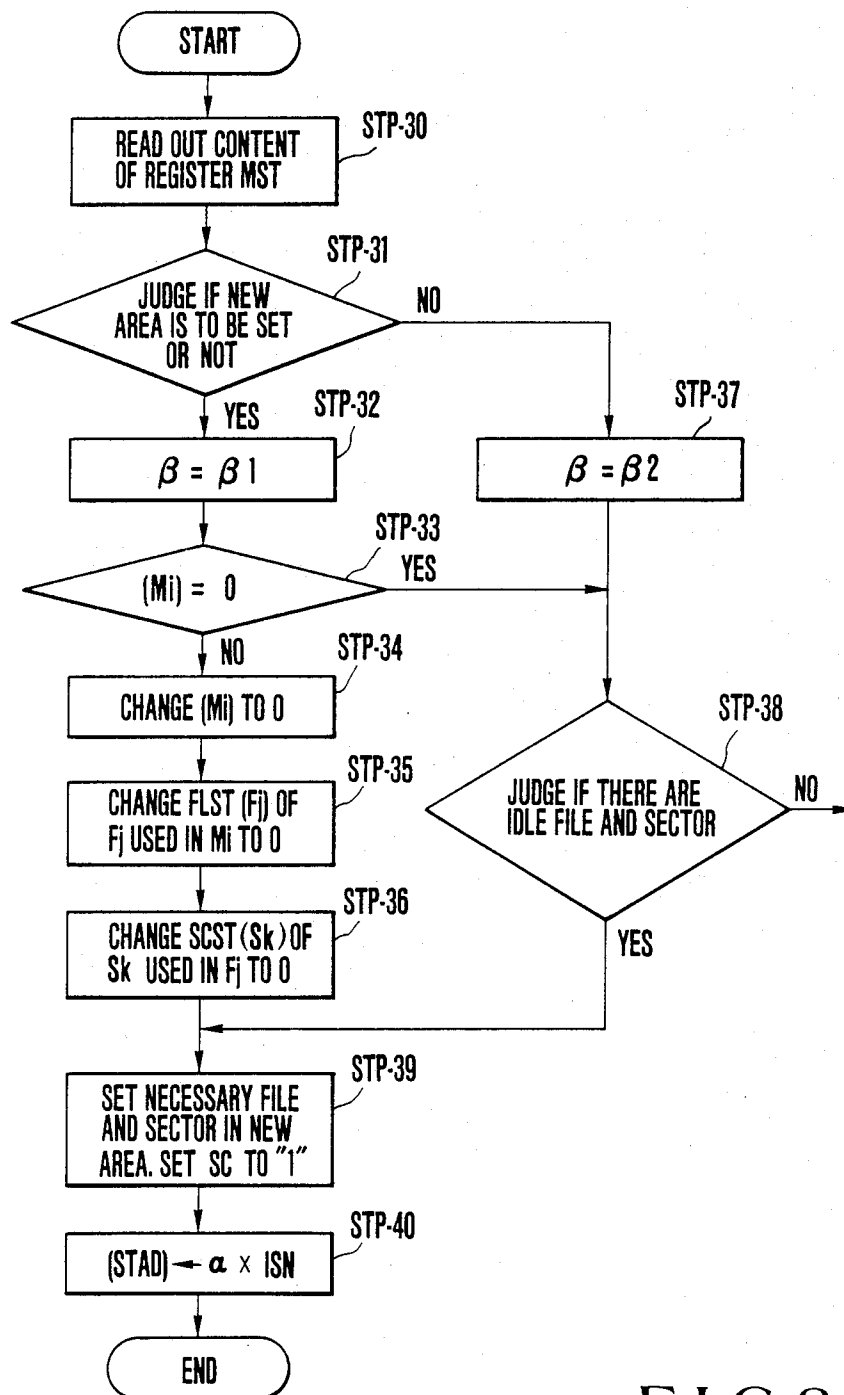 START
STP-30
READ OUT CONTENT
OF REGISTER MST
STP-31
JUDGE IF NEW
AREA IS TO BE SET
OR NOT
NO
YES
STP-32
β = β1
STP-37
β = β2
STP-33
(Mi) = 0
YES
NO
STP-34
CHANGE (Mi) TO 0
STP-38
JUDGE IF THERE ARE
IDLE FILE AND SECTOR
NO
YES
STP-35
CHANGE FLST (Fj) OF
Fj USED IN Mi TO 0
STP-36
CHANGE SCST (Sk) OF
Sk USED IN Fj TO 0
STP-39
SET NECESSARY FILE
AND SECTOR IN NEW
AREA. SET SC TO "1"
STP-40
(STAD) ← α × ISN
END